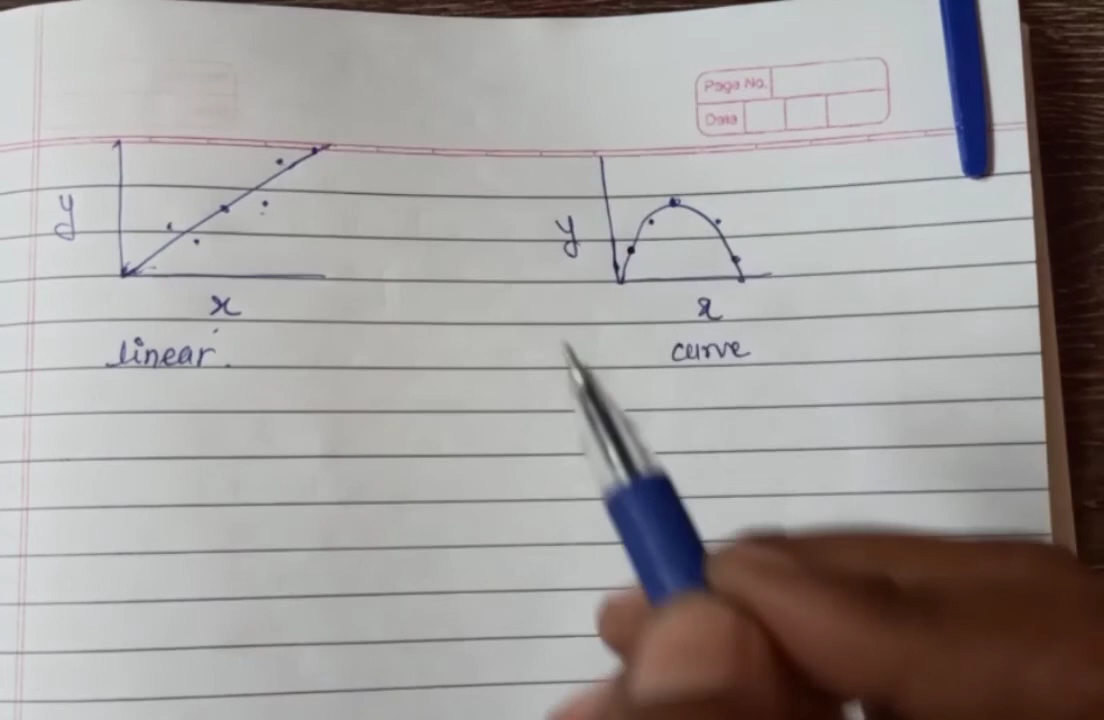 Page No.
Date
y
y
x
x
linear.
curve